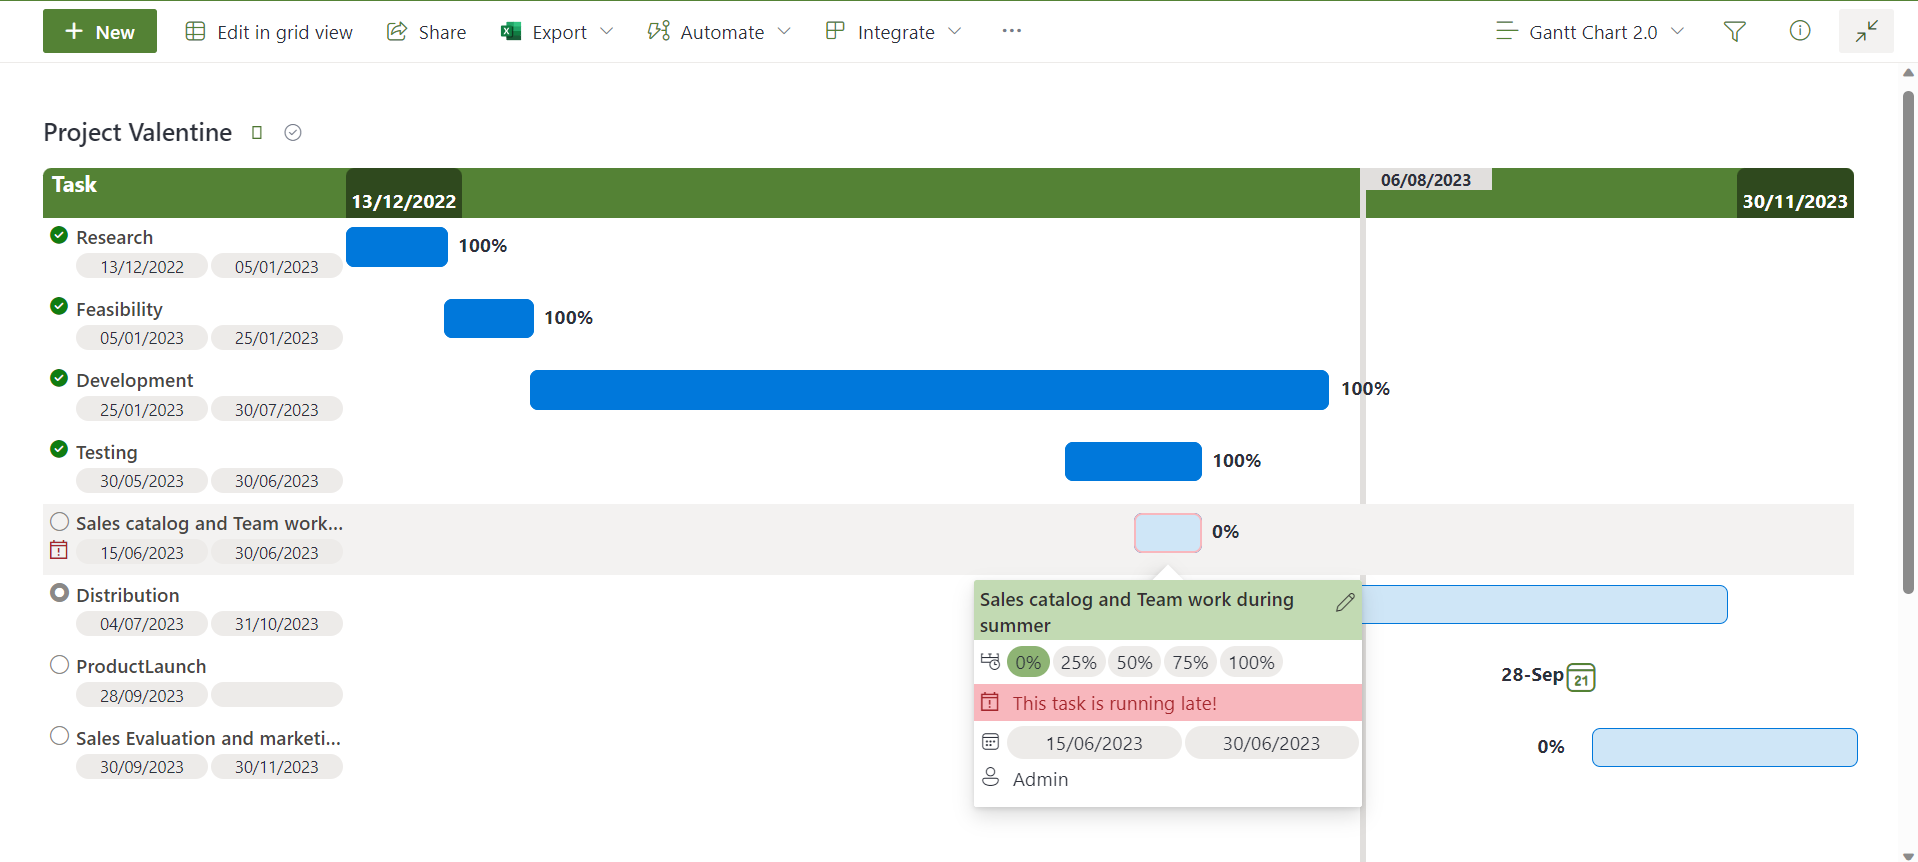 New
Edit in grid view
Share
Export
Automate
Integrate
...
Gantt Chart 2.0
Project Valentine
Task
13/12/2022
06/08/2023
30/11/2023
Research
13/12/2022 05/01/2023
100%
Feasibility
05/01/2023 25/01/2023
100%
Development
25/01/2023 30/07/2023
100%
Testing
30/05/2023 30/06/2023
100%
Sales catalog and Team work...
15/06/2023 30/06/2023
0%
Distribution
04/07/2023 31/10/2023
ProductLaunch
28/09/2023
28-Sep
21
Sales Evaluation and marketi...
30/09/2023 30/11/2023
0%
Sales catalog and Team work during
summer
0% 25% 50% 75% 100%
This task is running late!
15/06/2023 30/06/2023
Admin